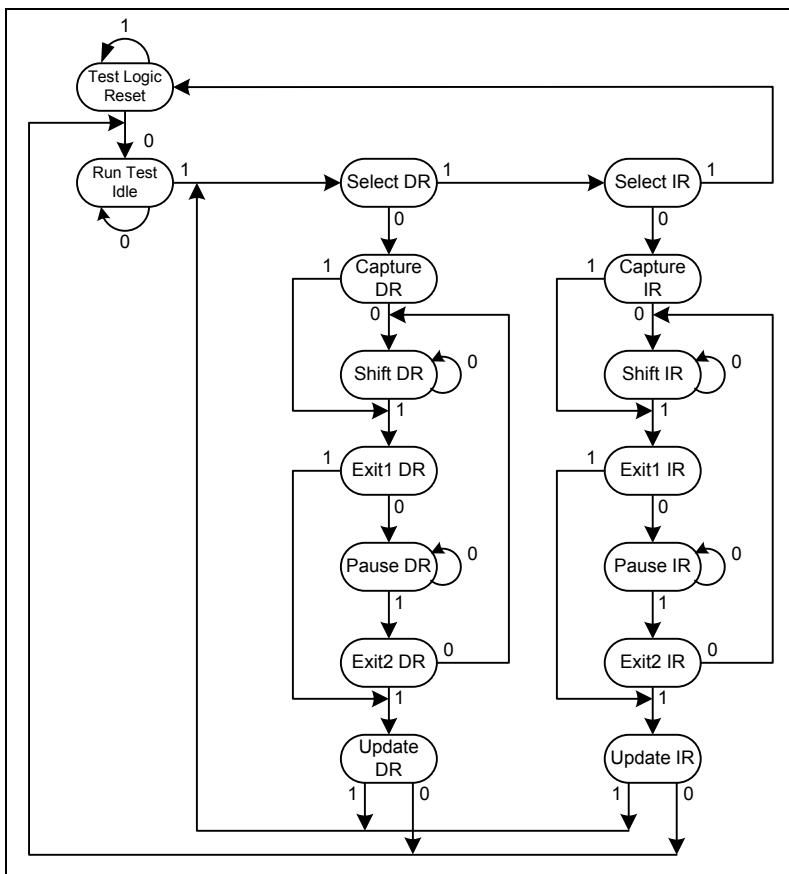 1
Test Logic
Reset
0
Run Test
Idle
1
0
Select DR
1
Select IR
1
0
0
1
Capture
DR
0
1
Capture
IR
0
Shift DR
0
Shift IR
0
1
1
1
Exit1 DR
1
Exit1 IR
0
0
Pause DR
0
Pause IR
0
1
1
Exit2 DR
0
Exit2 IR
0
1
1
Update
DR
Update IR
1
0
1
0